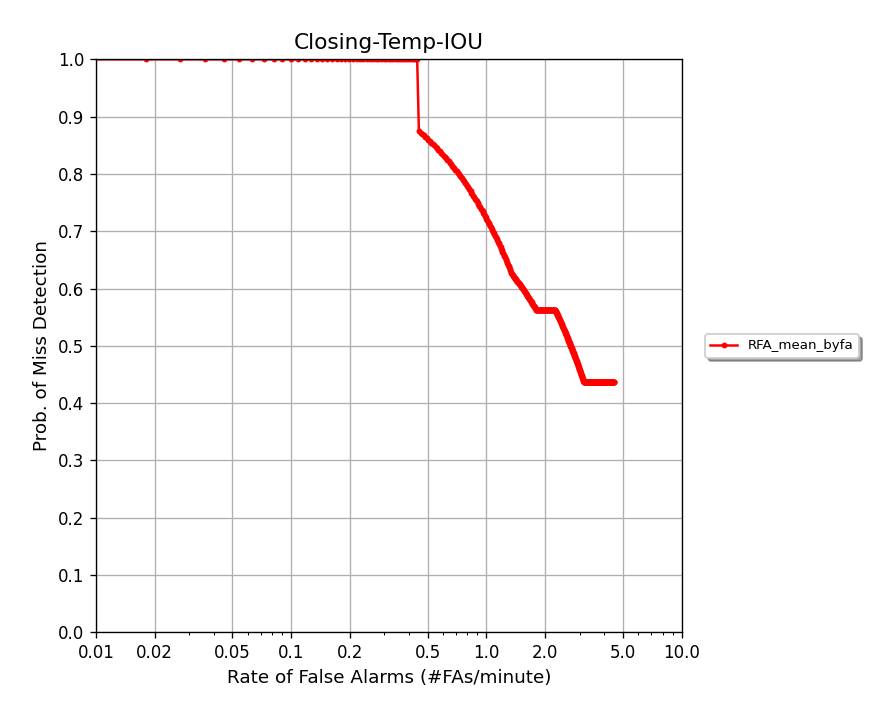 Closing-Temp-IOU
1.0
0.9
0.8
0.7
0.6
0.5
0.4
0.3
0.2
0.1
0.0
Prob. of Miss Detection
0.01 0.02 0.05 0.1 0.2 0.5 1.0 2.0 5.0 10.0
Rate of False Alarms (#FAs/minute)
RFA_mean_byfa